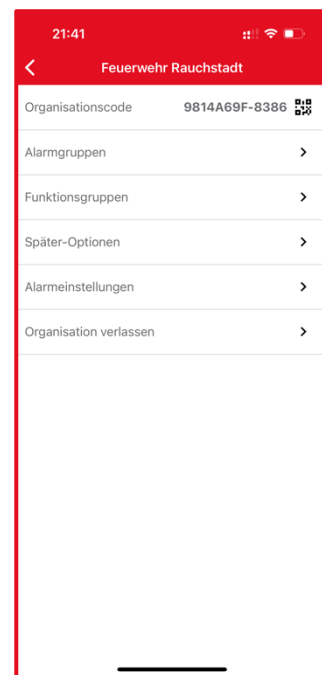 21:41
Feuerwehr Rauchstadt
Organisationscode 9814A69F-8386
Alarmgruppen
Funktionsgruppen
Später-Optionen
Alarmeinstellungen
Organisation verlassen